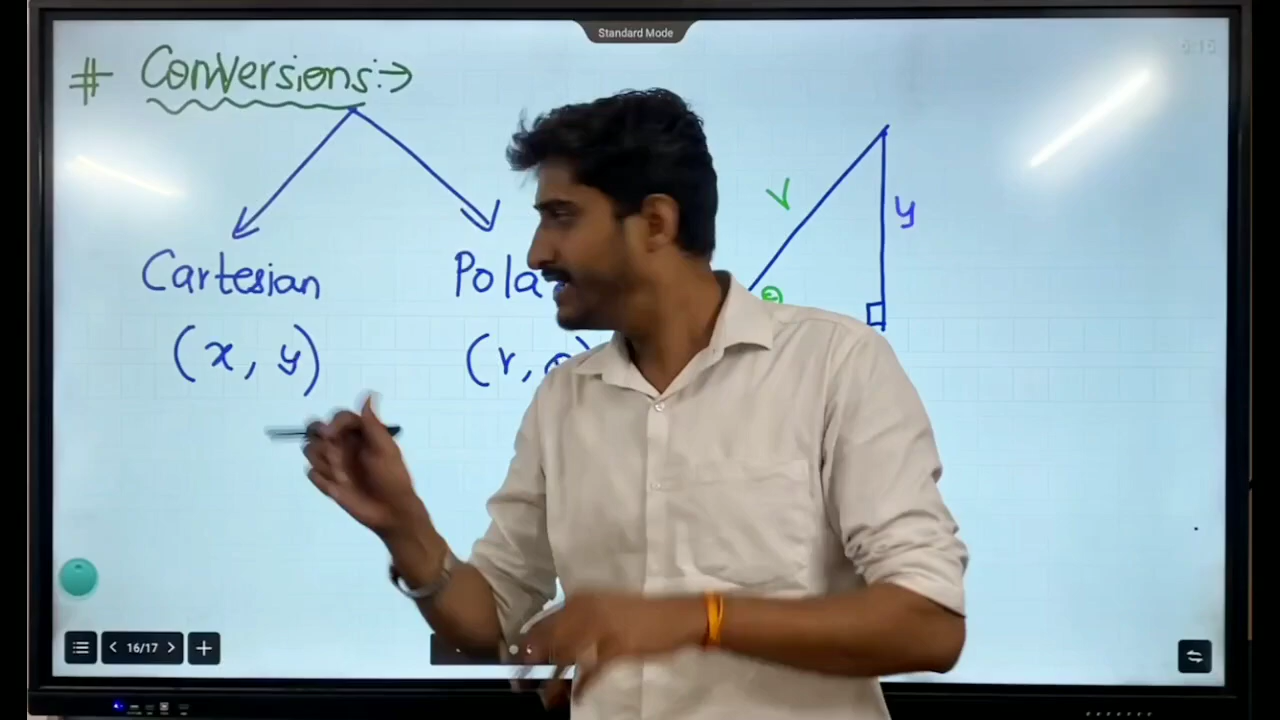 Standard Mode
# Conversions:→
Cartesian
(x, y)
(r,
r
y
θ
16/17